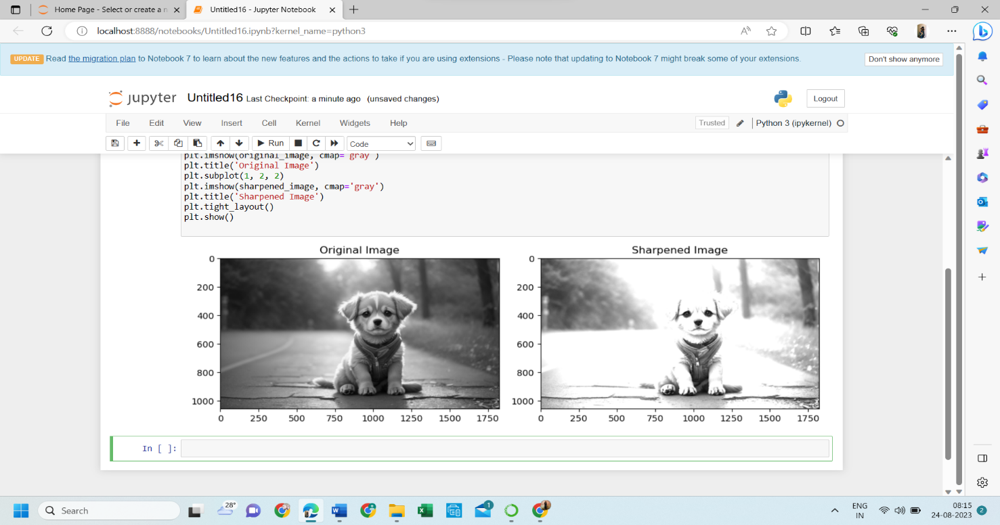 Home Page - Select or create a n
Untitled16 - Jupyter Notebook
localhost:8888/notebooks/Untitled16.ipynb?kernel_name=python3
UPDATE Read the migration plan to Notebook 7 to learn about the new features and the actions to take if you are using extensions - Please note that updating to Notebook 7 might break some of your extensions.
Don't show anymore
jupyter Untitled16 Last Checkpoint: a minute ago (unsaved changes)
Logout
File Edit View Insert Cell Kernel Widgets Help
Trusted Python 3 (ipykernel)
Run Code
plt.imshow(original_image, cmap='gray')
plt.title('Original Image')
plt.subplot(1, 2, 2)
plt.imshow(sharpened_image, cmap='gray')
plt.title('Sharpened Image')
plt.tight_layout()
plt.show()
Original Image
0
200
400
600
800
1000
0 250 500 750 1000 1250 1500 1750
Sharpened Image
0
200
400
600
800
1000
0 250 500 750 1000 1250 1500 1750
In [ ]:
Search
28°
1
ENG
IN
08:15
24-08-2023
2